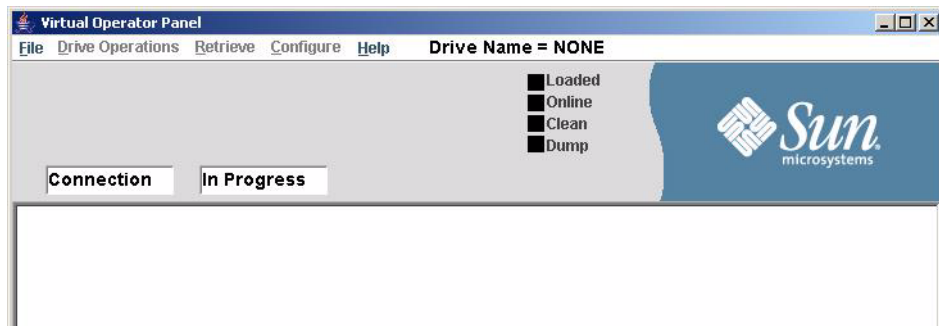 Virtual Operator Panel
File Drive Operations Retrieve Configure Help Drive Name = NONE
Loaded
Online
Clean
Dump
Sun
microsystems
Connection In Progress